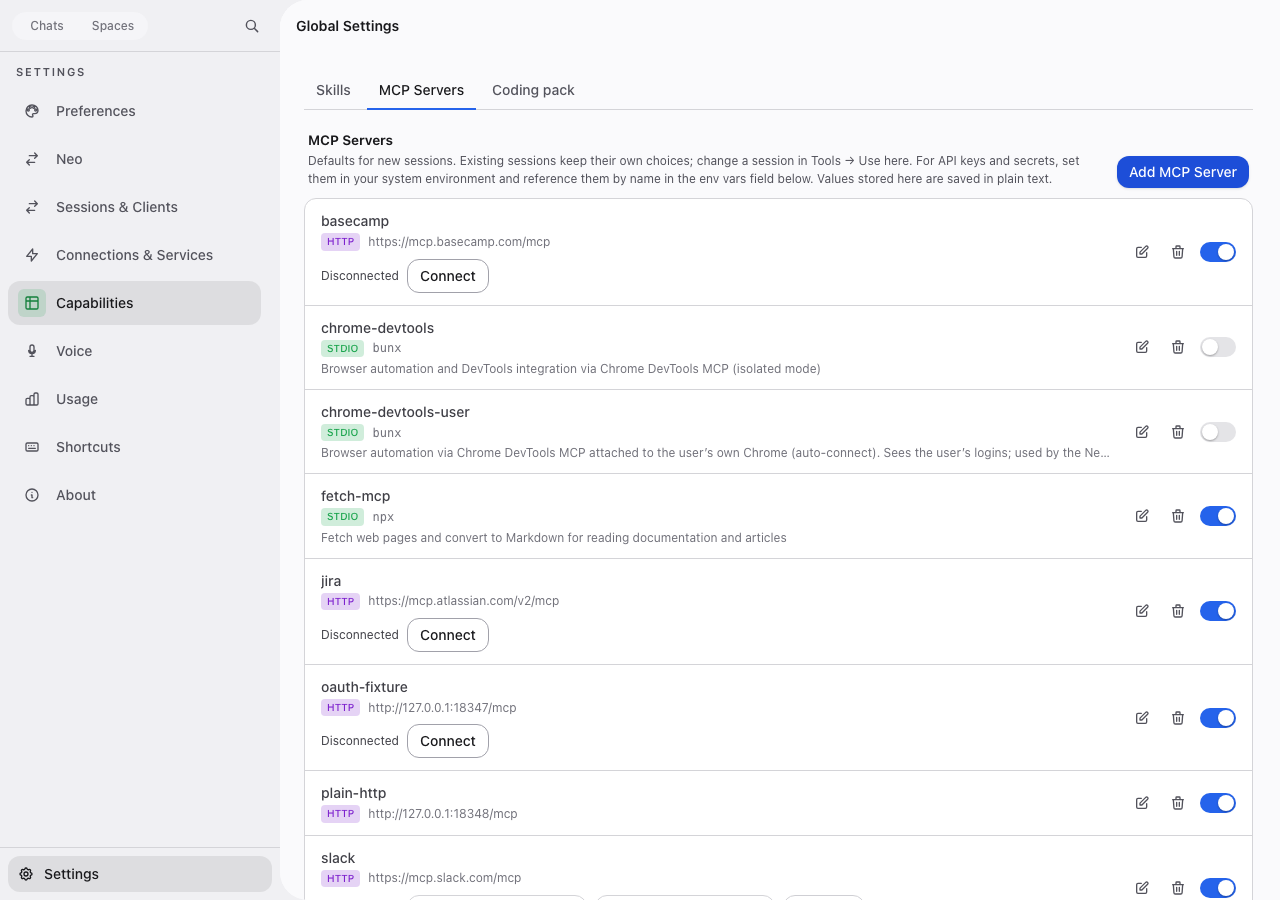 Chats Spaces
Global Settings
SETTINGS
Preferences
Neo
Sessions & Clients
Connections & Services
Capabilities
Voice
Usage
Shortcuts
About
Settings
Skills MCP Servers Coding pack
MCP Servers
Defaults for new sessions. Existing sessions keep their own choices; change a session in Tools → Use here. For API keys and secrets, set
them in your system environment and reference them by name in the env vars field below. Values stored here are saved in plain text.
Add MCP Server
basecamp
HTTP https://mcp.basecamp.com/mcp
Disconnected Connect
chrome-devtools
STDIO bunx
Browser automation and DevTools integration via Chrome DevTools MCP (isolated mode)
chrome-devtools-user
STDIO bunx
Browser automation via Chrome DevTools MCP attached to the user’s own Chrome (auto-connect). Sees the user’s logins; used by the Ne…
fetch-mcp
STDIO npx
Fetch web pages and convert to Markdown for reading documentation and articles
jira
HTTP https://mcp.atlassian.com/v2/mcp
Disconnected Connect
oauth-fixture
HTTP http://127.0.0.1:18347/mcp
Disconnected Connect
plain-http
HTTP http://127.0.0.1:18348/mcp
slack
HTTP https://mcp.slack.com/mcp